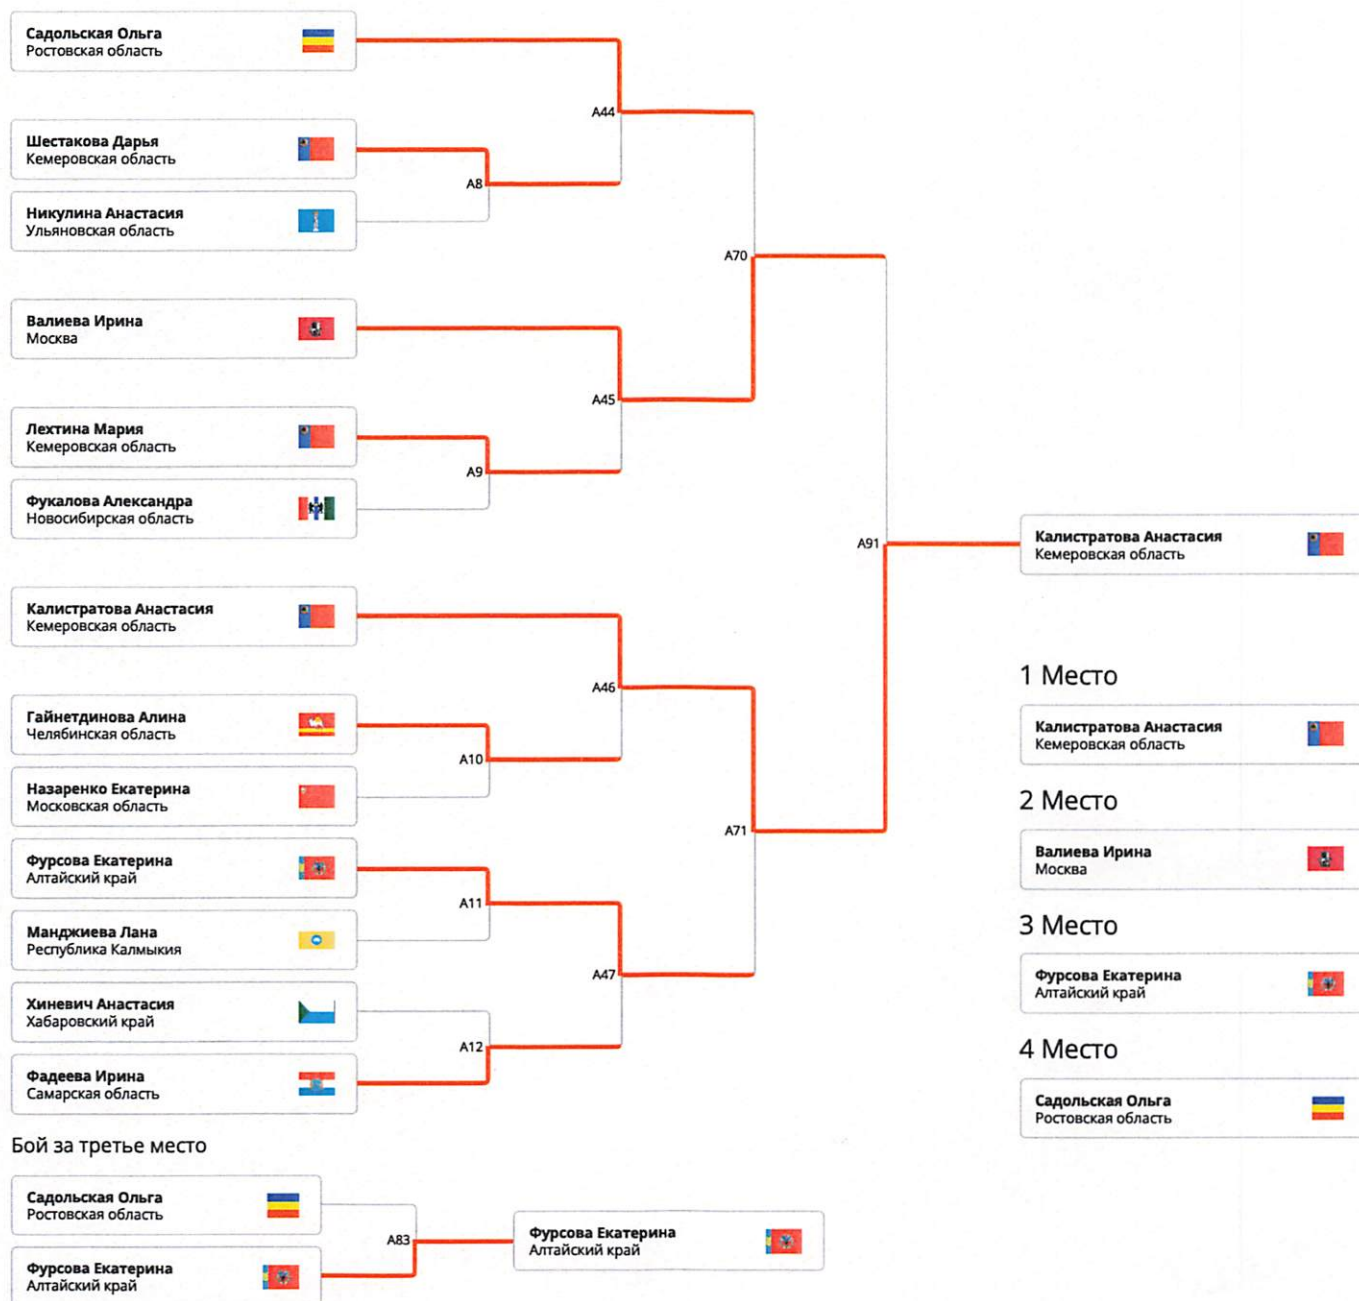 Садольская Ольга
Ростовская область
A44
Шестакова Дарья
Кемеровская область
A8
Никулина Анастасия
Ульяновская область
A70
Валиева Ирина
Москва
A45
Лехтина Мария
Кемеровская область
A9
Фукалова Александра
Новосибирская область
A91
Калистратова Анастасия
Кемеровская область
Калистратова Анастасия
Кемеровская область
A46
Гайнетдинова Алина
Челябинская область
A10
Назаренко Екатерина
Московская область
A71
Фурсова Екатерина
Алтайский край
A11
Манджиева Лана
Республика Калмыкия
A47
Хиневич Анастасия
Хабаровский край
A12
Фадеева Ирина
Самарская область
1 Место
Калистратова Анастасия
Кемеровская область
2 Место
Валиева Ирина
Москва
3 Место
Фурсова Екатерина
Алтайский край
4 Место
Садольская Ольга
Ростовская область
Бой за третье место
Садольская Ольга
Ростовская область
A83
Фурсова Екатерина
Алтайский край
Фурсова Екатерина
Алтайский край